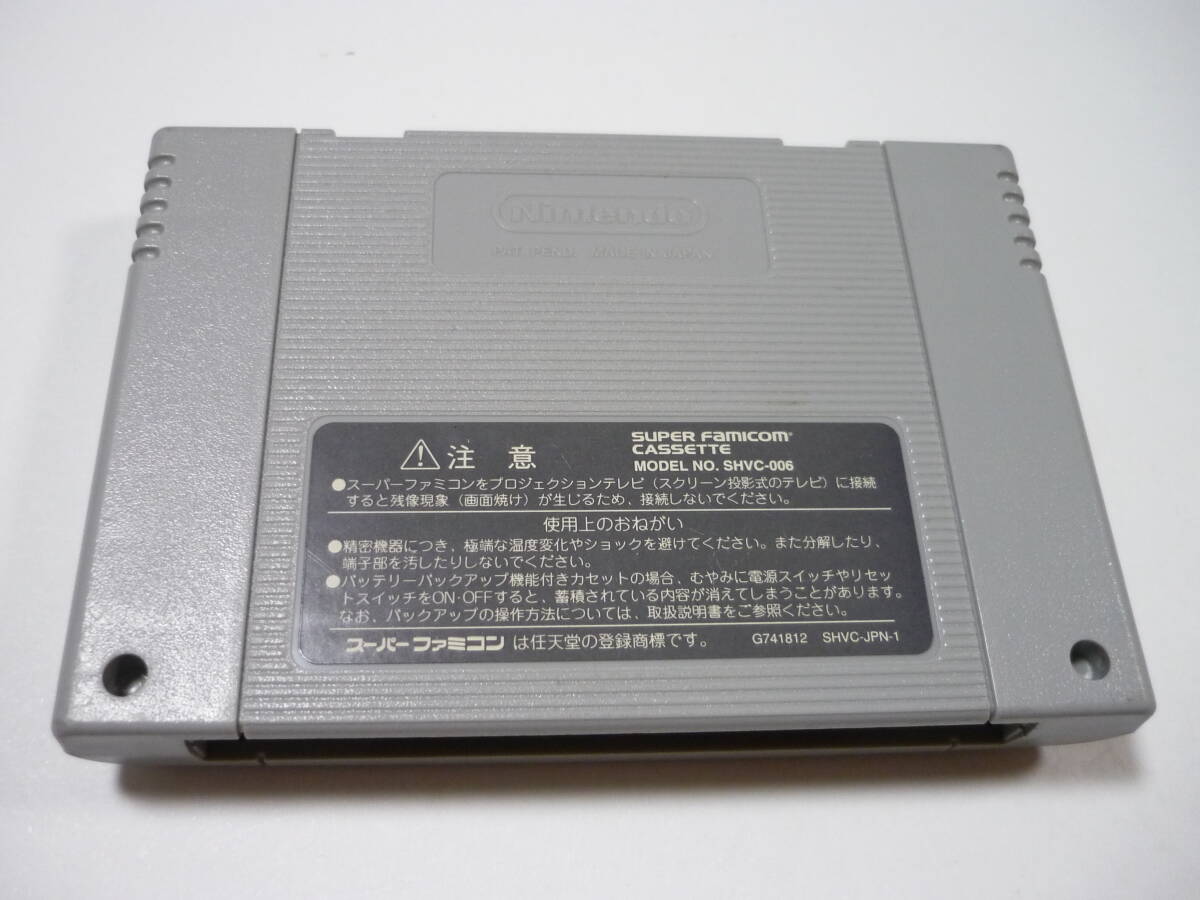 Nintendo
PAT. PEND. MADE IN JAPAN
注意
SUPER FAMICOM
CASSETTE
MODEL NO. SHVC-006
●スーパーファミコンをプロジェクションテレビ（スクリーン投影式のテレビ）に接続
すると残像現象（画面焼け）が生じるため、接続しないでください。
使用上のおねがい
●精密機器につき、極端な温度変化やショックを避けてください。また分解したり、
端子部を汚したりしないでください。
●バッテリーバックアップ機能付きカセットの場合、むやみに電源スイッチやリセッ
トスイッチをON·OFFすると、蓄積されている内容が消えてしまうことがあります。
なお、バックアップの操作方法については、取扱説明書をご参照ください。
スーパーファミコンは任天堂の登録商標です。 G741812 SHVC-JPN-1